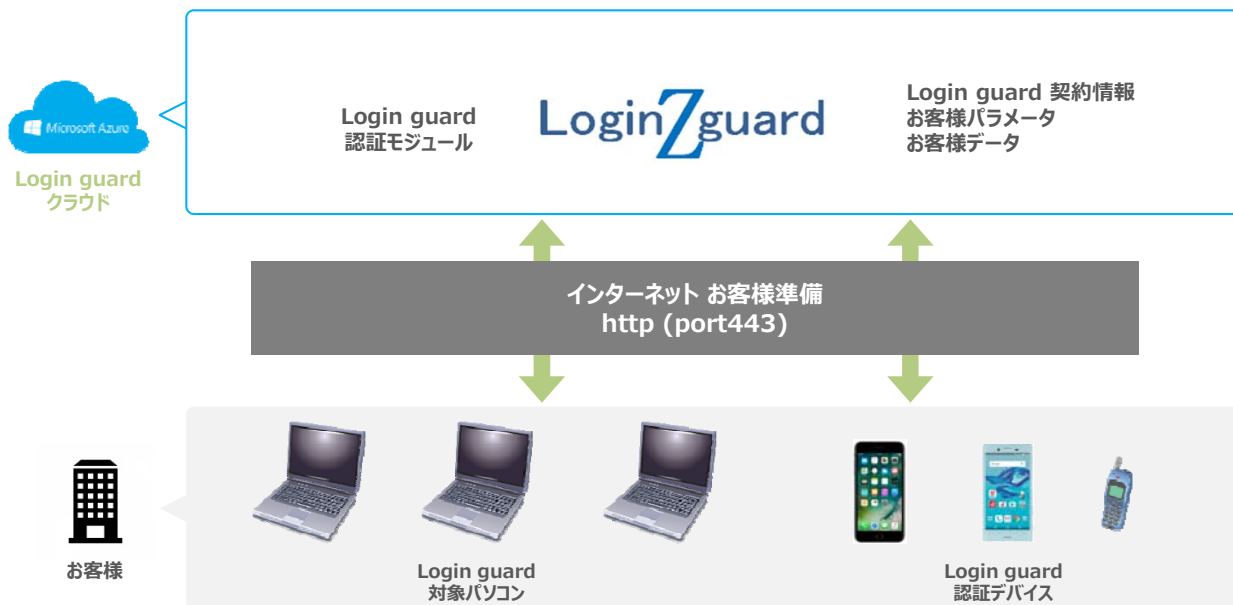 Microsoft Azure
Login guard
クラウド
Login guard
認証モジュール
LoginZguard
Login guard 契約情報
お客様パラメータ
お客様データ
インターネット お客様準備
http (port443)
お客様
Login guard
対象パソコン
Login guard
認証デバイス